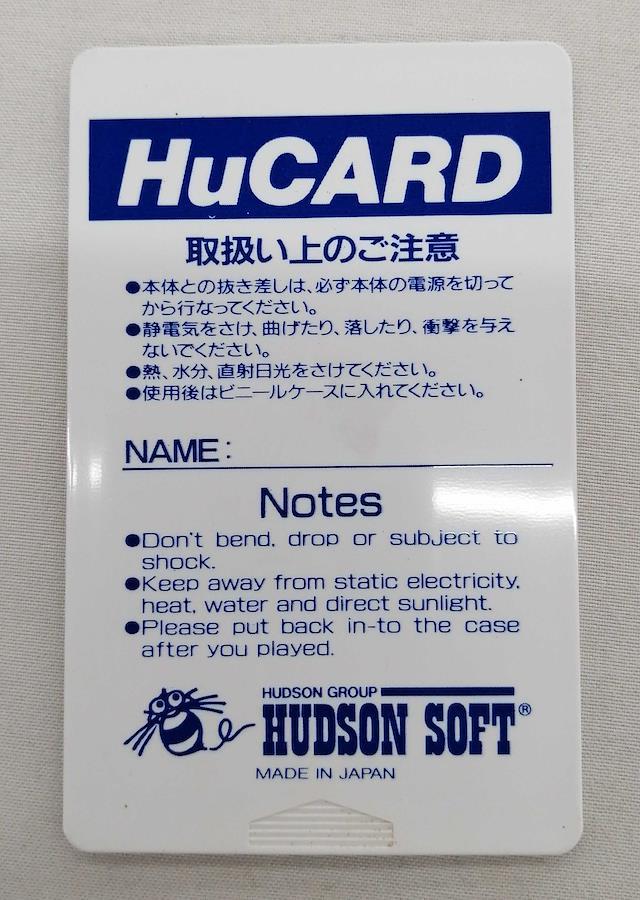 HuCARD
取扱い上のご注意
●本体との抜き差しは、必ず本体の電源を切って
から行なってください。
●静電気をさけ、曲げたり、落したり、衝撃を与え
ないでください。
●熱、水分、直射日光をさけてください。
●使用後はビニールケースに入れてください。
NAME:
Notes
●Don't bend, drop or subject to
shock.
●Keep away from static electricity,
heat, water and direct sunlight.
●Please put back in-to the case
after you played.
HUDSON GROUP
HUDSON SOFT®
MADE IN JAPAN